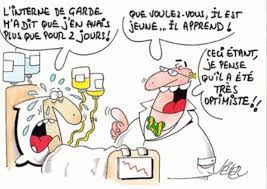 L'INTERNE DE GARDE
M'A DIT QUE J'EN AVAIS
PLUS QUE POUR 2 JOURS!
QUE VOULEZ-VOUS, IL EST
JEUNE... IL APPREND!
CECI ÉTANT,
JE PENSE
QU'IL A ÉTÉ
TRÈS
OPTIMISTE!!